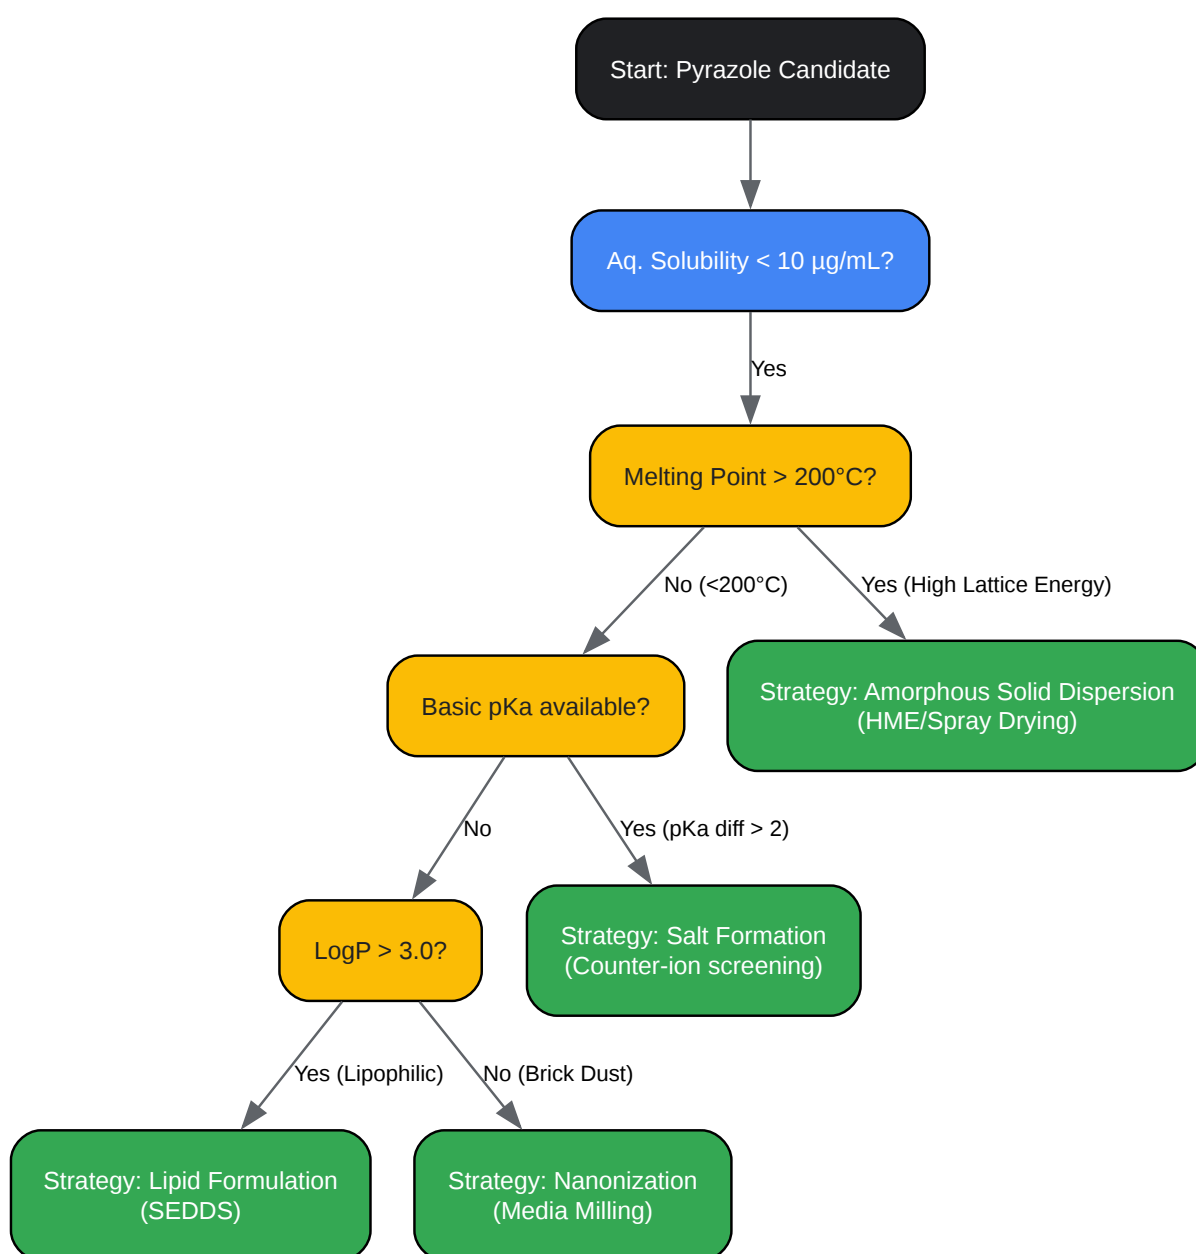 Start: Pyrazole Candidate
Aq. Solubility < 10 µg/mL?
Yes
Melting Point > 200°C?
No (<200°C)
Yes (High Lattice Energy)
Basic pKa available?
Strategy: Amorphous Solid Dispersion
(HME/Spray Drying)
No
Yes (pKa diff > 2)
LogP > 3.0?
Strategy: Salt Formation
(Counter-ion screening)
Yes (Lipophilic)
No (Brick Dust)
Strategy: Lipid Formulation
(SEDDS)
Strategy: Nanonization
(Media Milling)